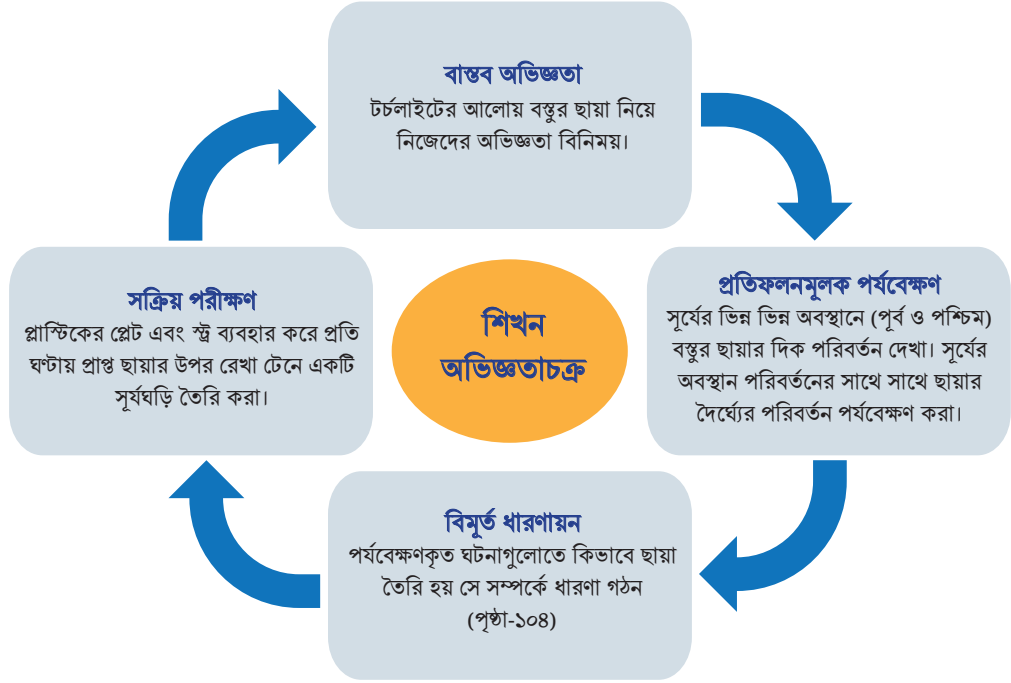 বাস্তব অভিজ্ঞতা
টর্চলাইটের আলোয় বস্তুর ছায়া নিয়ে
নিজেদের অভিজ্ঞতা বিনিময়।
প্রতিফলনমূলক পর্যবেক্ষণ
সূর্যের ভিন্ন ভিন্ন অবস্থানে (পূর্ব ও পশ্চিম)
বস্তুর ছায়ার দিক পরিবর্তন দেখা। সূর্যের
অবস্থান পরিবর্তনের সাথে সাথে ছায়ার
দৈর্ঘ্যের পরিবর্তন পর্যবেক্ষণ করা।
বিমূর্ত ধারণায়ন
পর্যবেক্ষণকৃত ঘটনাগুলোতে কিভাবে ছায়া
তৈরি হয় সে সম্পর্কে ধারণা গঠন
(পৃষ্ঠা-১০৪)
সক্রিয় পরীক্ষণ
প্লাস্টিকের প্লেট এবং স্ট্র ব্যবহার করে প্রতি
ঘণ্টায় প্রাপ্ত ছায়ার উপর রেখা টেনে একটি
সূর্যঘড়ি তৈরি করা।
শিখন
অভিজ্ঞতাচক্র